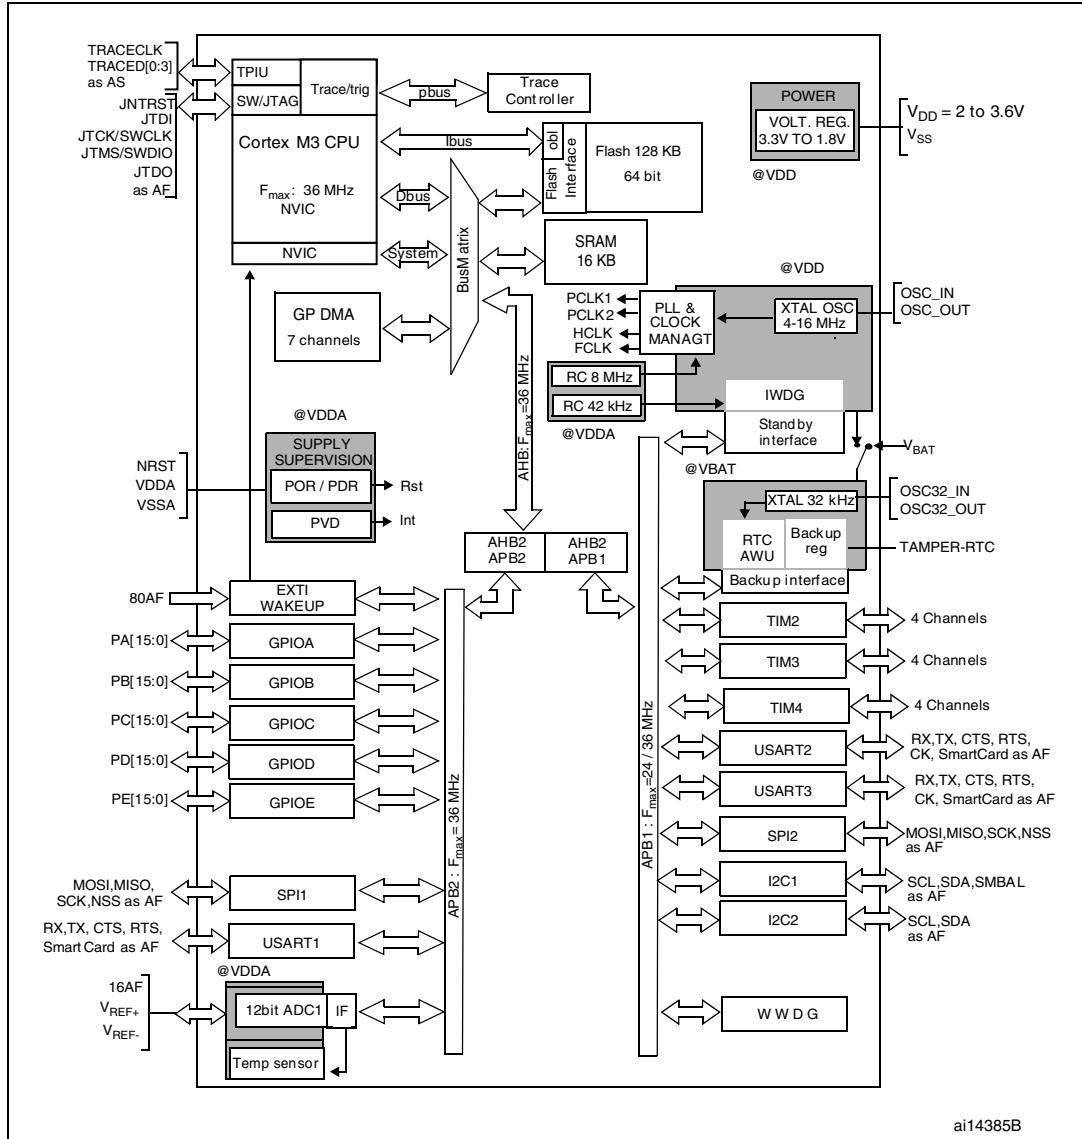 TRACECLK
TRACED[0:3]
as AS
JNTRST
JTDI
JTCK/SWCLK
JTMS/SWDIO
JTDO
as AF
TPIU
SW/JTAG
Trace/trig
Cortex M3 CPU
Fmax: 36 MHz
NVIC
NVIC
pbus
Trace
Controller
Ibus
Dbus
System
BusMatrix
Flash
Interface
obl
Flash 128 KB
64 bit
SRAM
16 KB
POWER
VOLT. REG.
3.3V TO 1.8V
@VDD
VDD = 2 to 3.6V
VSS
GP DMA
7 channels
AHB: Fmax=36 MHz
@VDD
PCLK1
PCLK2
HCLK
FCLK
PLL &
CLOCK
MANAGT
XTAL OSC
4-16 MHz
OSC_IN
OSC_OUT
RC 8 MHz
RC 42 kHz
@VDDA
IWDG
Stand by
interface
VBAT
@VBAT
XTAL 32 kHz
OSC32_IN
OSC32_OUT
RTC
AWU
Backup
reg
TAMPER-RTC
Backup interface
@VDDA
SUPPLY
SUPERVISION
NRST
VDDA
VSSA
POR / PDR
Rst
PVD
Int
AHB2
APB2
AHB2
APB1
80AF
EXTI
WAKEUP
PA[15:0]
GPIOA
PB[15:0]
GPIOB
PC[15:0]
GPIOC
PD[15:0]
GPIOD
PE[15:0]
GPIOE
MOSI,MISO,
SCK,NSS as AF
SPI1
RX,TX, CTS, RTS,
Smart Card as AF
USART1
@VDDA
16AF
VREF+
VREF-
12bit ADC1
IF
Temp sensor
APB2 : Fmax= 36 MHz
APB1 : Fmax=24 / 36 MHz
TIM2
4 Channels
TIM3
4 Channels
TIM4
4 Channels
USART2
RX,TX, CTS, RTS,
CK, SmartCard as AF
USART3
RX,TX, CTS, RTS,
CK, SmartCard as AF
SPI2
MOSI,MISO,SCK,NSS
as AF
I2C1
SCL,SDA,SMBAL
as AF
I2C2
SCL,SDA
as AF
W W D G
ai14385B